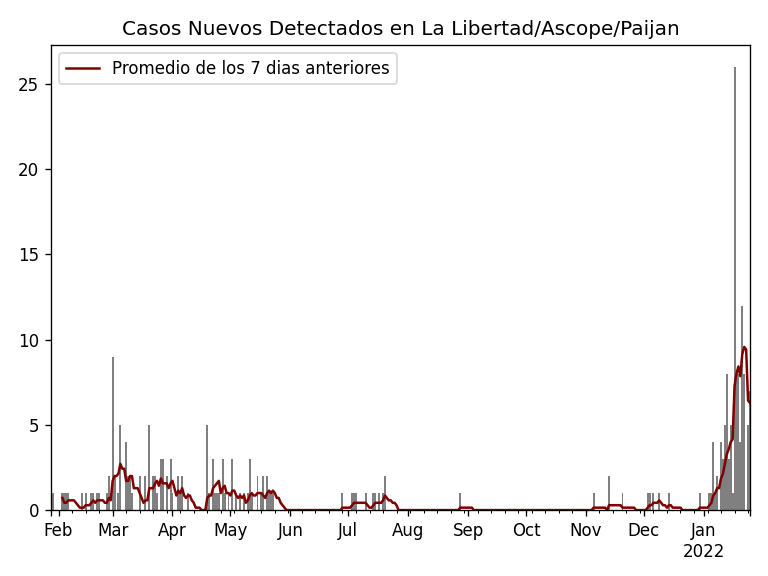 Casos Nuevos Detectados en La Libertad/Ascope/Paijan
Promedio de los 7 dias anteriores
25
20
15
10
5
0
Feb Mar Apr May Jun Jul Aug Sep Oct Nov Dec Jan
2022